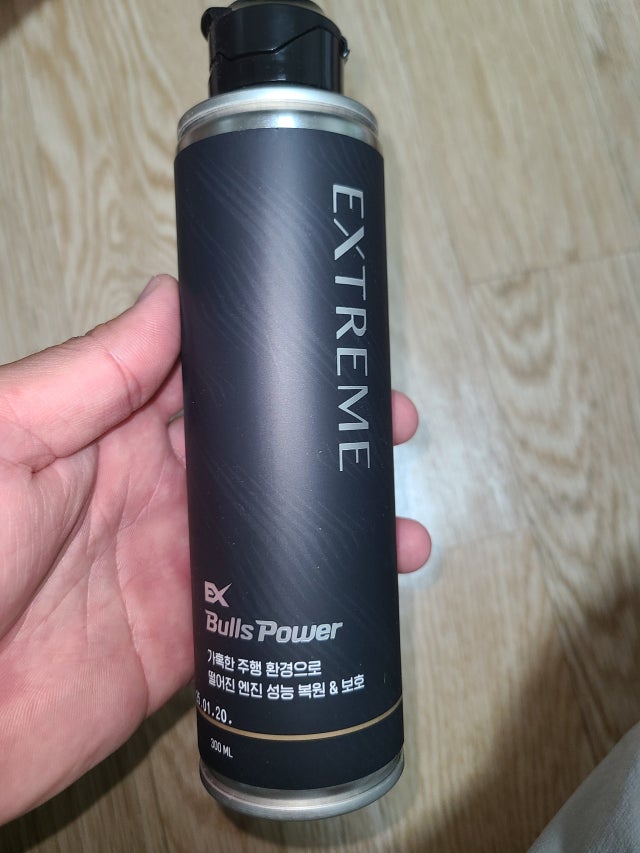 EXTREME
EX
Bulls Power
가혹한 주행 환경으로
떨어진 엔진 성능 복원 & 보호
.01.20.
300 ML